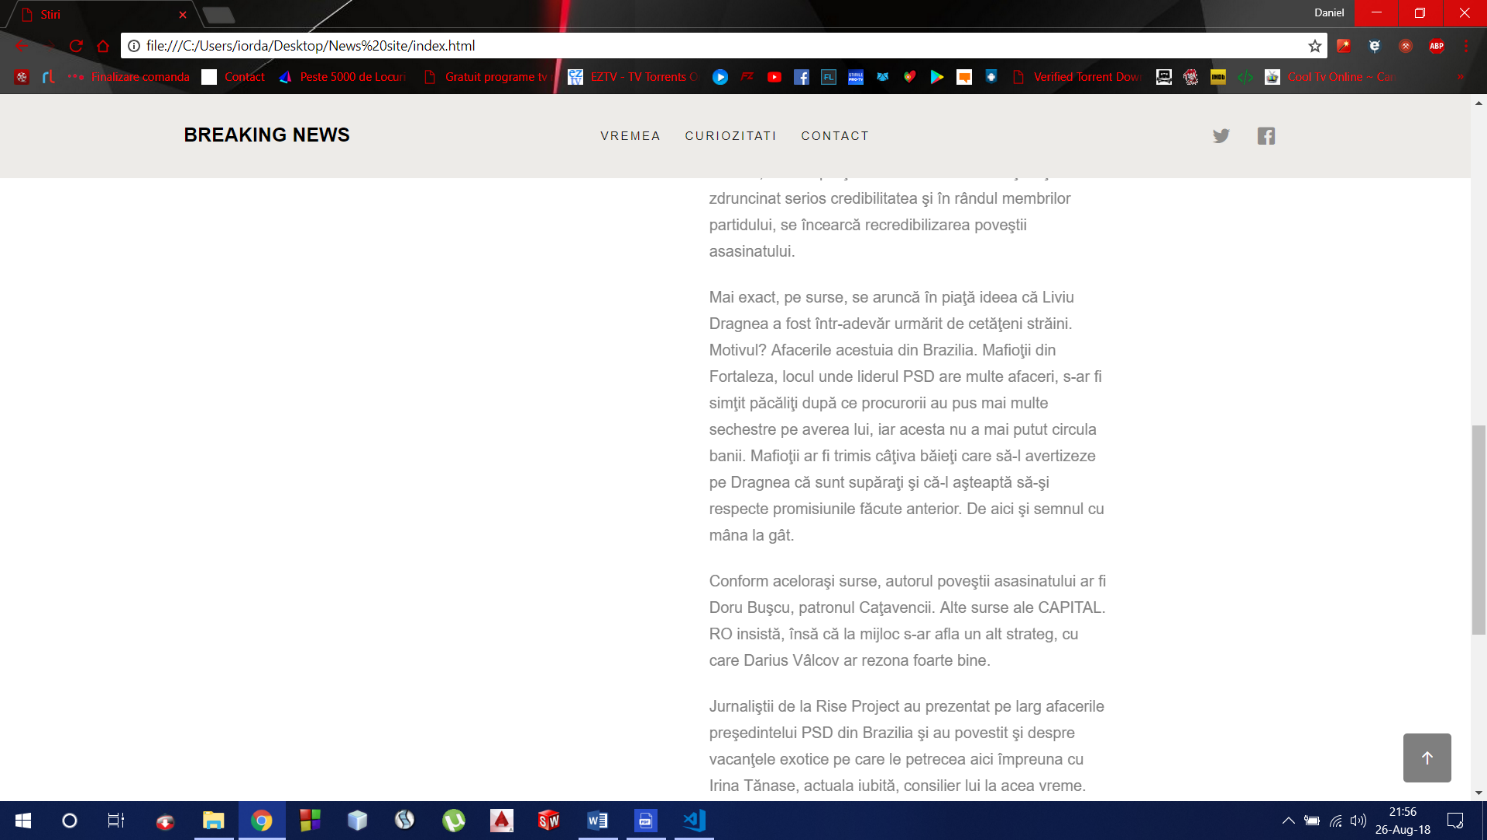 Stiri
Daniel
file:///C:/Users/iorda/Desktop/News%20site/index.html
ABP
Finalizare comanda
Contact
Peste 5000 de Locuri
Gratuit programe tv
EZTV - TV Torrents O
Verified Torrent Dow
Cool Tv Online ~ Ca
BREAKING NEWS
VREMEA
CURIOZITATI
CONTACT
zdruncinat serios credibilitatea şi în rândul membrilor
partidului, se încearcă recredibilizarea poveştii
asasinatului.
Mai exact, pe surse, se aruncă în piaţă ideea că Liviu
Dragnea a fost într-adevăr urmărit de cetăţeni străini.
Motivul? Afacerile acestuia din Brazilia. Mafioţii din
Fortaleza, locul unde liderul PSD are multe afaceri, s-ar fi
simţit păcăliţi după ce procurorii au pus mai multe
sechestre pe averea lui, iar acesta nu a mai putut circula
banii. Mafioţii ar fi trimis câţiva băieţi care să-l avertizeze
pe Dragnea că sunt supăraţi şi că-l aşteaptă să-şi
respecte promisiunile făcute anterior. De aici şi semnul cu
mâna la gât.
Conform aceloraşi surse, autorul poveştii asasinatului ar fi
Doru Buşcu, patronul Caţavencii. Alte surse ale CAPITAL.
RO insistă, însă că la mijloc s-ar afla un alt strateg, cu
care Darius Vâlcov ar rezona foarte bine.
Jurnaliştii de la Rise Project au prezentat pe larg afacerile
preşedintelui PSD din Brazilia şi au povestit şi despre
vacanţele exotice pe care le petrecea aici împreuna cu
Irina Tănase, actuala iubită, consilier lui la acea vreme.
21:56
26-Aug-18